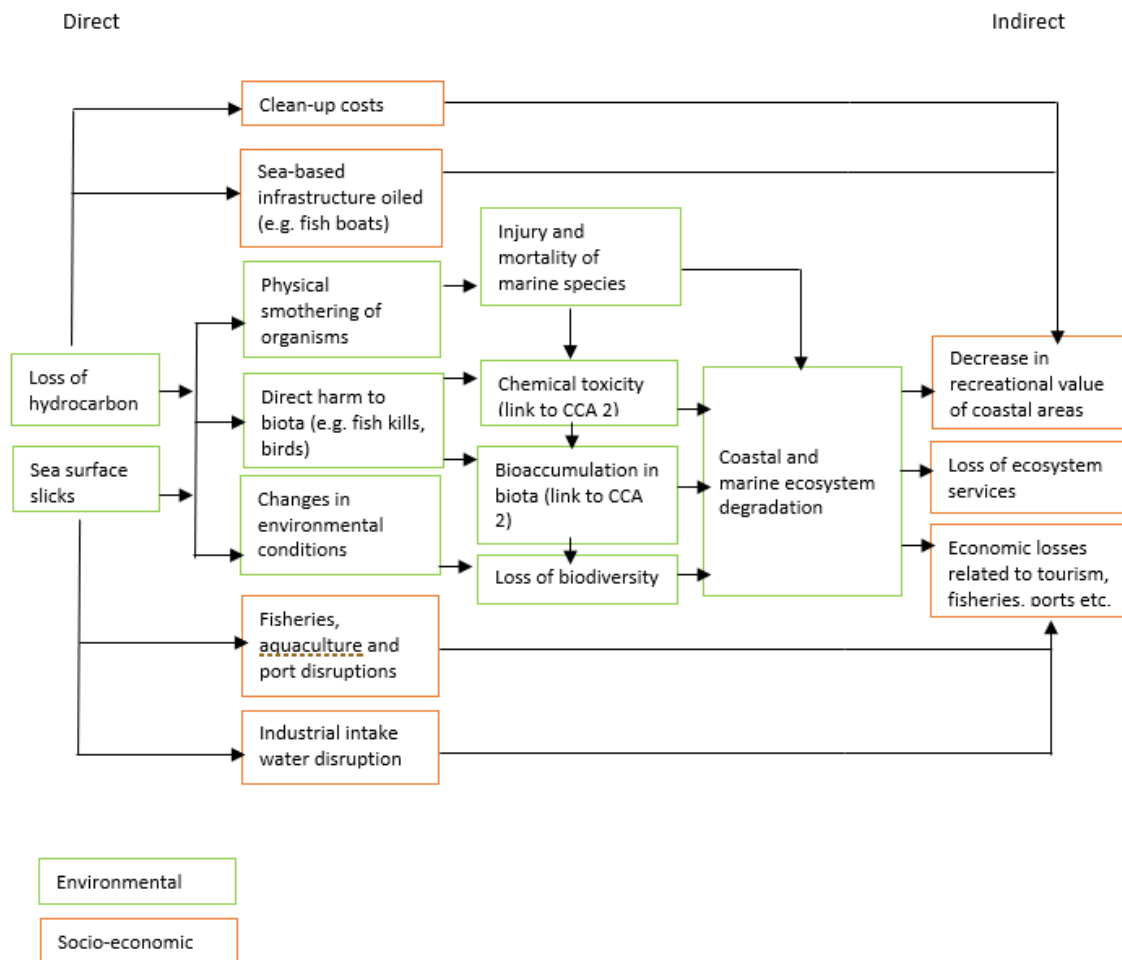 Direct
Indirect
Clean-up costs
Sea-based
infrastructure oiled
(e.g. fish boats)
Injury and
mortality of
marine species
Physical
smothering of
organisms
Loss of
hydrocarbon
Direct harm to
biota (e.g. fish kills,
birds)
Chemical toxicity
(link to CCA 2)
Decrease in
recreational value
of coastal areas
Sea surface
slicks
Changes in
environmental
conditions
Bioaccumulation in
biota (link to CCA
2)
Coastal and
marine ecosystem
degradation
Loss of ecosystem
services
Loss of biodiversity
Economic losses
related to tourism,
fisheries, ports etc.
Fisheries,
aquaculture and
port disruptions
Industrial intake
water disruption
Environmental
Socio-economic